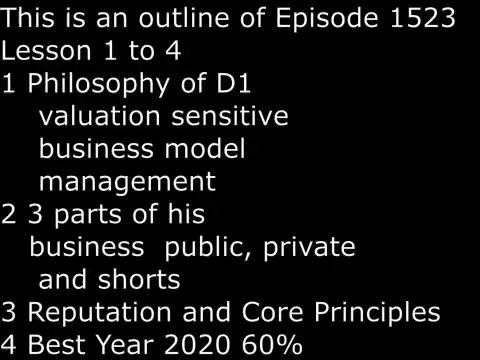 This is an outline of Episode 1523
Lesson 1 to 4
1 Philosophy of D1
valuation sensitive
business model
management
2 3 parts of his
business  public, private
and shorts
3 Reputation and Core Principles
4 Best Year 2020 60%